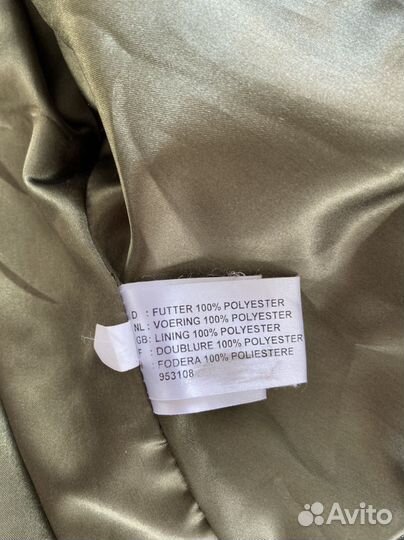 D : FUTTER 100% POLYESTER
NL: VOERING 100% POLYESTER
GB: LINING 100% POLYESTER
F : DOUBLURE 100% POLYESTER
: FODERA 100% POLIESTERE
953108
Avito